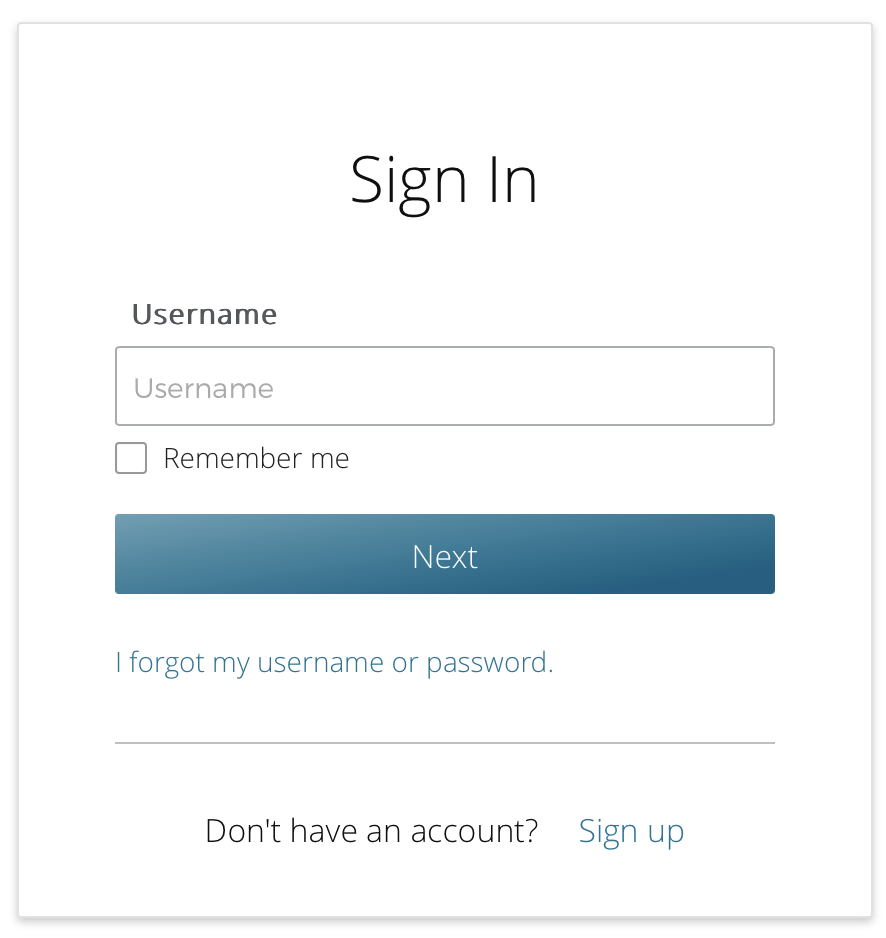 Sign In
Username
Username
Remember me
Next
I forgot my username or password.
Don't have an account? Sign up